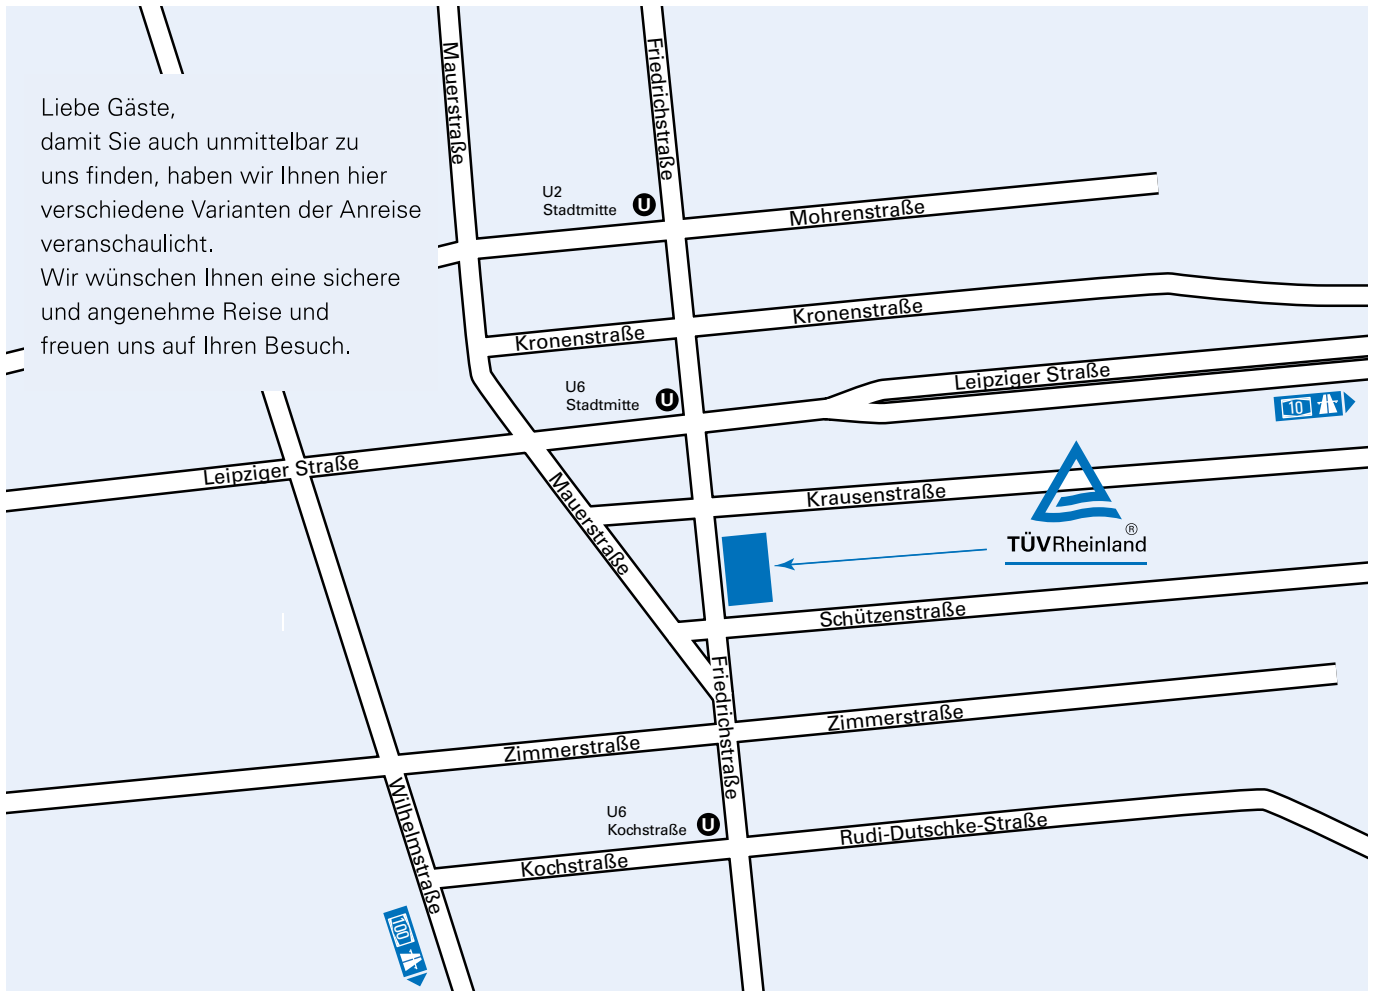 Liebe Gäste,
damit Sie auch unmittelbar zu
uns finden, haben wir Ihnen hier
verschiedene Varianten der Anreise
veranschaulicht.
Wir wünschen Ihnen eine sichere
und angenehme Reise und
freuen uns auf Ihren Besuch.
Mauerstraße
Friedrichstraße
U2
Stadtmitte
U
Mohrenstraße
Kronenstraße
Kronenstraße
U6
Stadtmitte
U
Leipziger Straße
10
Leipziger Straße
Mauerstraße
Krausenstraße
®
TÜVRheinland
Schützenstraße
Friedrichstraße
Zimmerstraße
Zimmerstraße
Wilhelmstraße
U6
Kochstraße
U
Rudi-Dutschke-Straße
Kochstraße
100